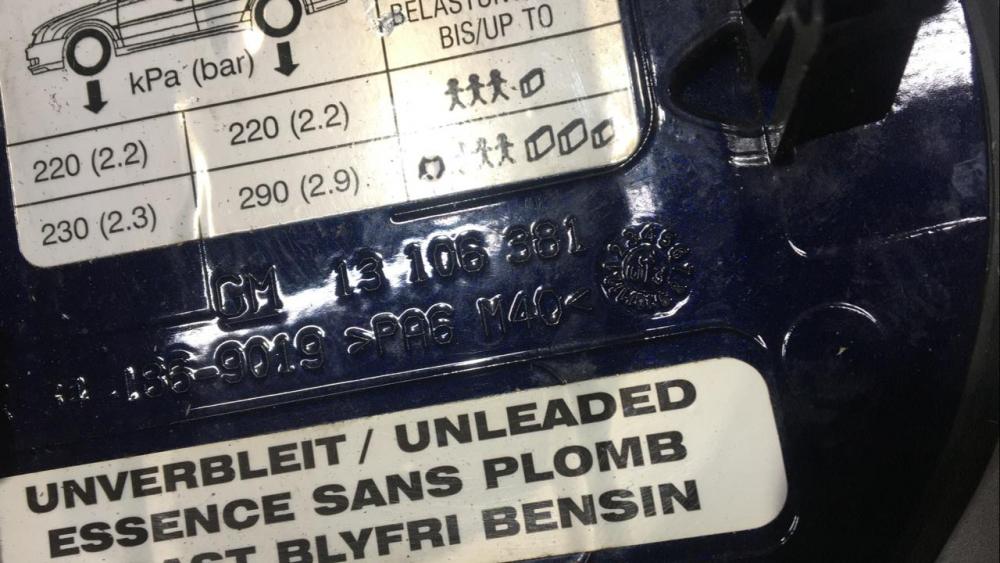 BIS/UP TO
kPa (bar)
220 (2.2) 220 (2.2)
230 (2.3) 290 (2.9)
GM 13 106 381
136-9019 >PA6 M40<
UNVERBLEIT / UNLEADED
ESSENCE SANS PLOMB
BLYFRI BENSIN